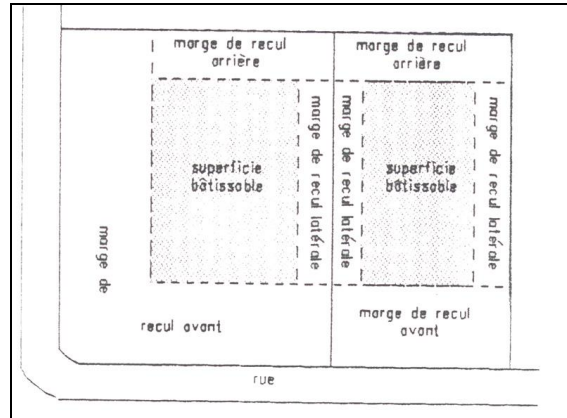 marge de recul
arrière
marge de recul
arrière
superficie
bâtissable
marge de recul latérale
marge de recul latérale
superficie
bâtissable
marge de recul latérale
marge de
recul avant
marge de recul
avant
rue